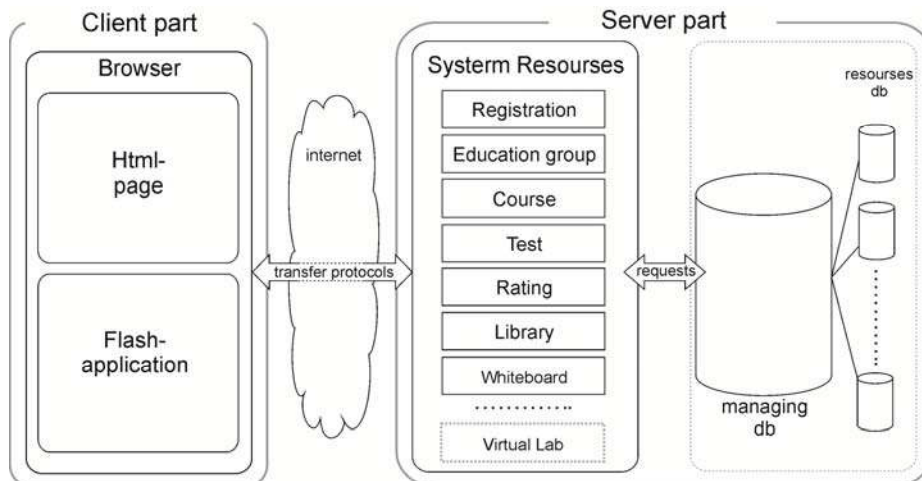 Client part
Browser
Html-
page
Flash-
application
internet
transfer protocols
Server part
Systerm Resourses
Registration
Education group
Course
Test
Rating
Library
Whiteboard
Virtual Lab
requests
managing
db
resourses
db